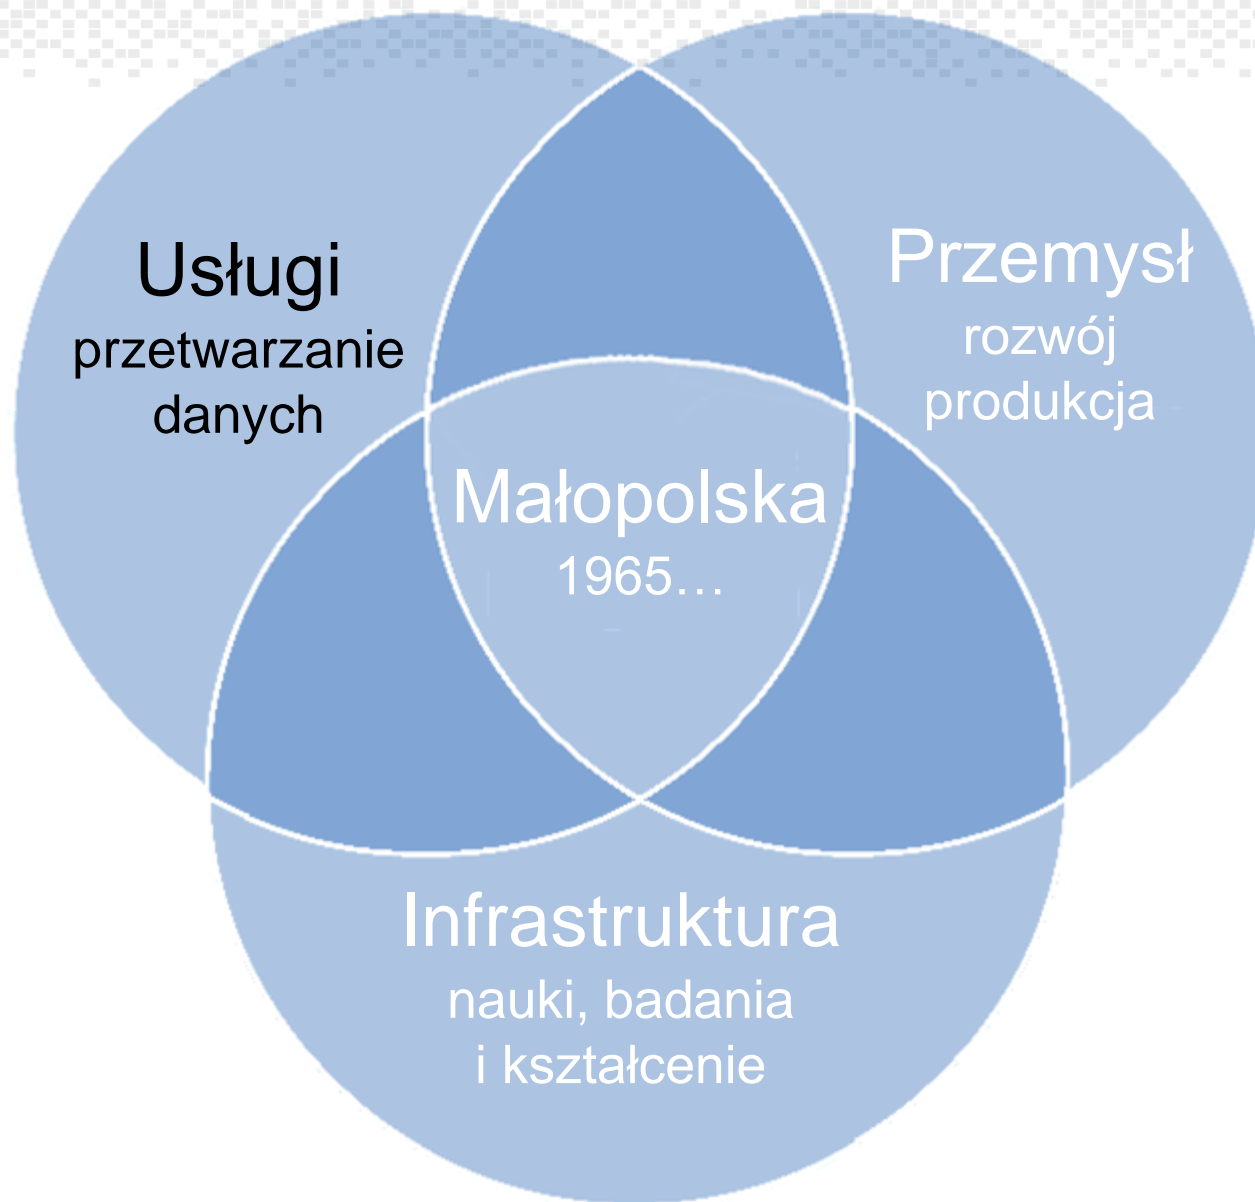 Usługi
przetwarzanie
danych
Przemysł
rozwój
produkcja
Małopolska
1965…
Infrastruktura
nauki, badania
i kształcenie